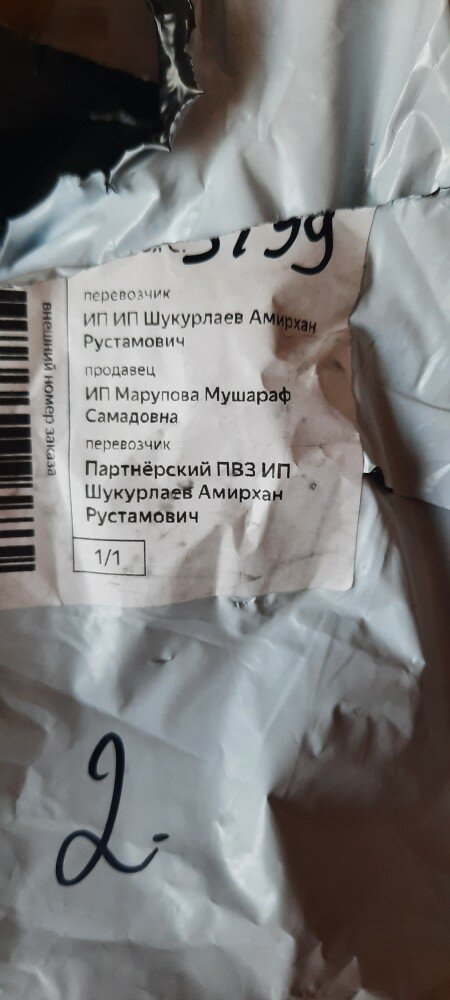 3759
перевозчик
ИП ИП Шукурлаев Амирхан
Рустамович
продавец
ИП Марупова Мушараф
Самадовна
перевозчик
Партнёрский ПВЗ ИП
Шукурлаев Амирхан
Рустамович
1/1
внешний номер заказа
2.